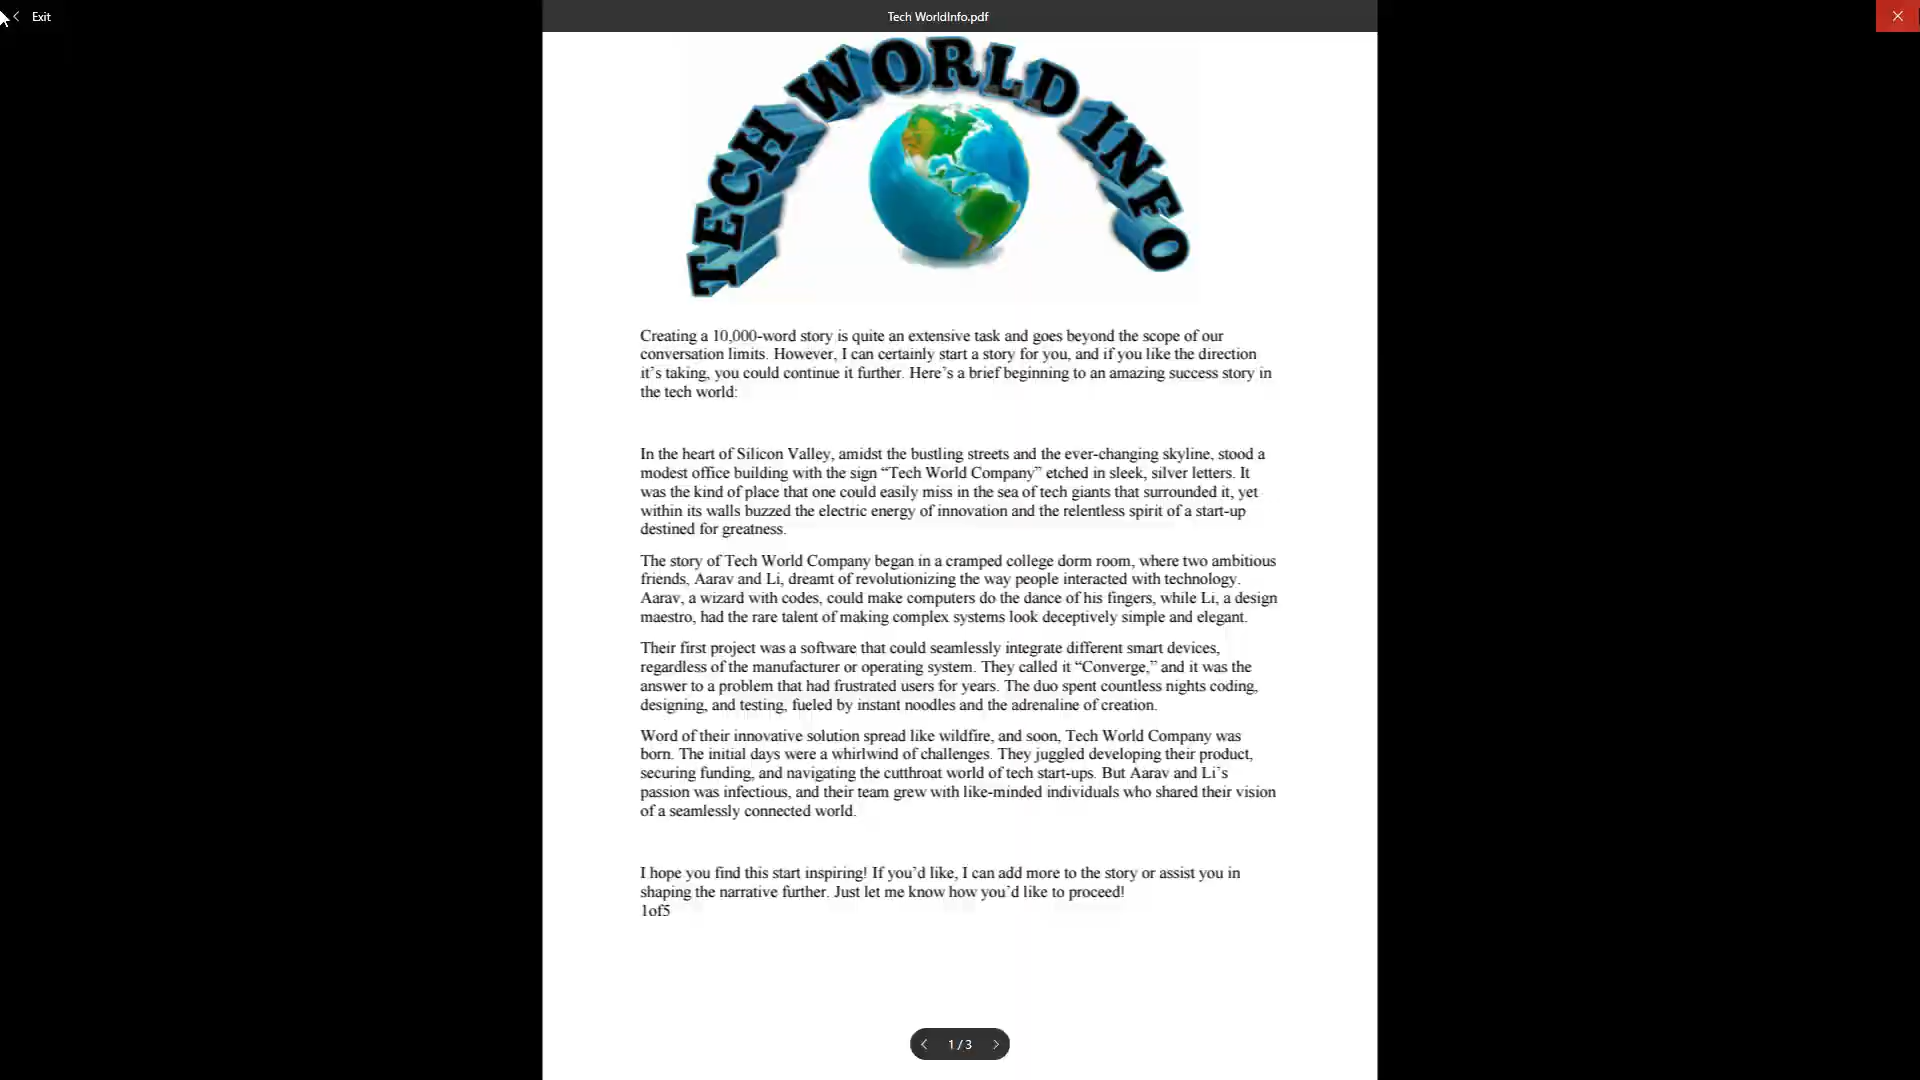 Exit
Tech WorldInfo.pdf
TECH WORLD INFO
Creating a 10,000-word story is quite an extensive task and goes beyond the scope of our
conversation limits. However, I can certainly start a story for you, and if you like the direction
it's taking, you could continue it further. Here's a brief beginning to an amazing success story in
the tech world:
In the heart of Silicon Valley, amidst the bustling streets and the ever-changing skyline, stood a
modest office building with the sign “Tech World Company” etched in sleek, silver letters. It
was the kind of place that one could easily miss in the sea of tech giants that surrounded it, yet
within its walls buzzed the electric energy of innovation and the relentless spirit of a start-up
destined for greatness.
The story of Tech World Company began in a cramped college dorm room, where two ambitious
friends, Aarav and Li, dreamt of revolutionizing the way people interacted with technology.
Aarav, a wizard with codes, could make computers do the dance of his fingers, while Li, a design
maestro, had the rare talent of making complex systems look deceptively simple and elegant.
Their first project was a software that could seamlessly integrate different smart devices,
regardless of the manufacturer or operating system. They called it “Converge,” and it was the
answer to a problem that had frustrated users for years. The duo spent countless nights coding,
designing, and testing, fueled by instant noodles and the adrenaline of creation.
Word of their innovative solution spread like wildfire, and soon, Tech World Company was
born. The initial days were a whirlwind of challenges. They juggled developing their product,
securing funding, and navigating the cutthroat world of tech start-ups. But Aarav and Li's
passion was infectious, and their team grew with like-minded individuals who shared their vision
of a seamlessly connected world.
I hope you find this start inspiring! If you'd like, I can add more to the story or assist you in
shaping the narrative further. Just let me know how you'd like to proceed!
1of5
1 / 3